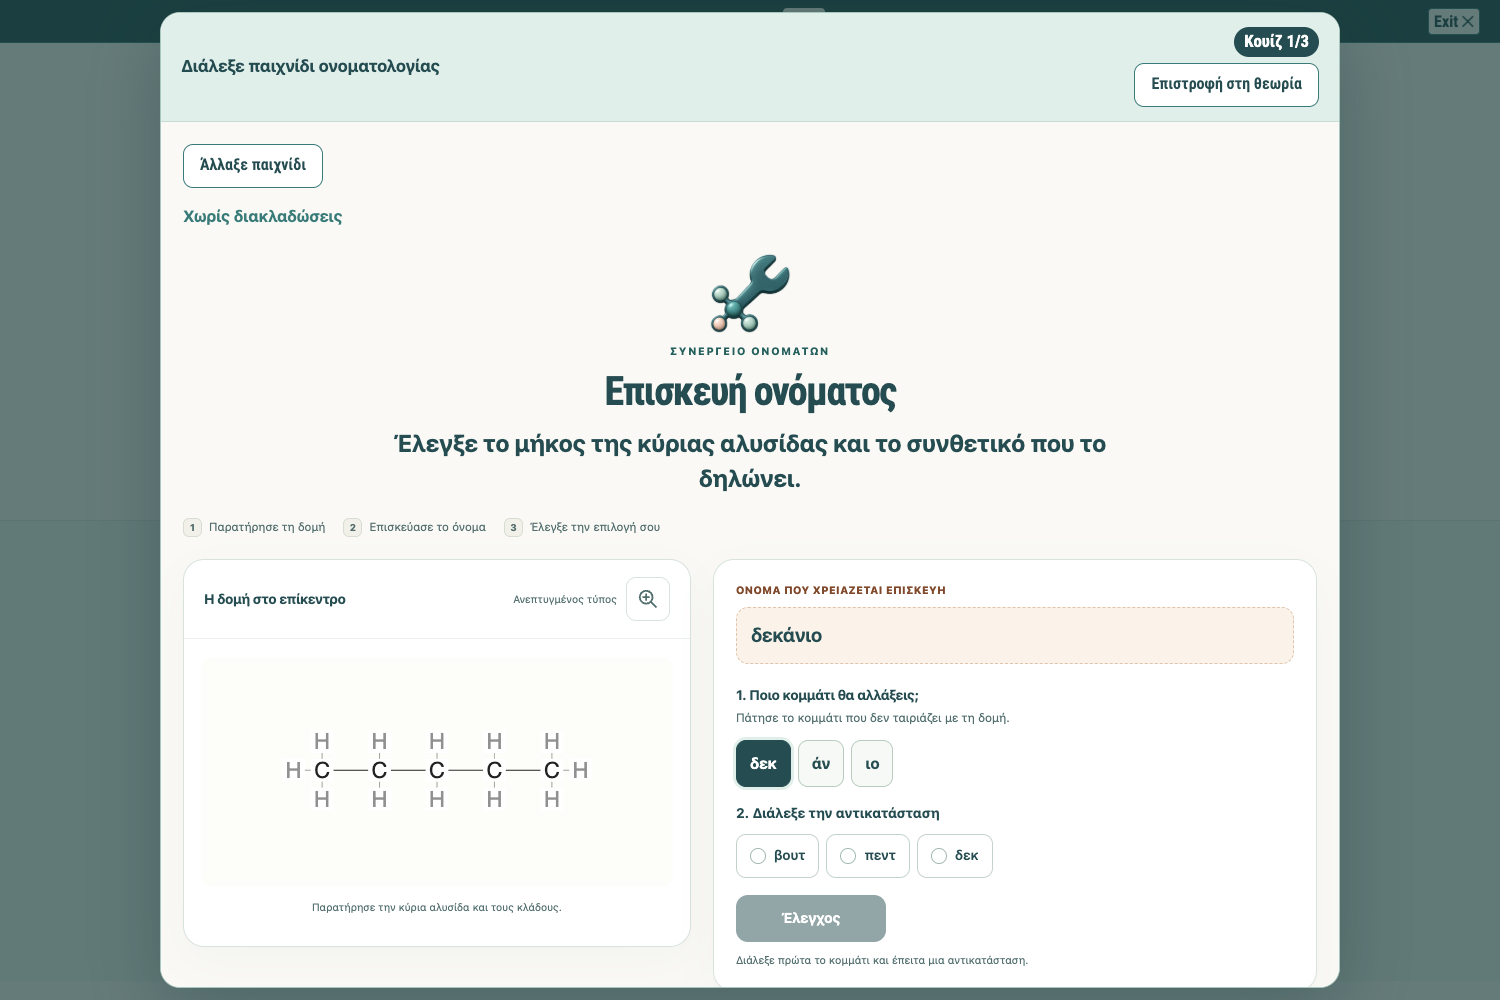 Exit
Διάλεξε παιχνίδι ονοματολογίας
Κουίζ 1/3
Επιστροφή στη θεωρία
Άλλαξε παιχνίδι
Χωρίς διακλαδώσεις
ΣΥΝΕΡΓΕΙΟ ΟΝΟΜΑΤΩΝ
Επισκευή ονόματος
Έλεγξε το μήκος της κύριας αλυσίδας και το συνθετικό που το
δηλώνει.
1 Παρατήρησε τη δομή 2 Επισκεύασε το όνομα 3 Έλεγξε την επιλογή σου
Η δομή στο επίκεντρο
Ανεπτυγμένος τύπος
H H H H H
H C C C C C H
H H H H H
Παρατήρησε την κύρια αλυσίδα και τους κλάδους.
ΟΝΟΜΑ ΠΟΥ ΧΡΕΙΑΖΕΤΑΙ ΕΠΙΣΚΕΥΗ
δεκάνιο
1. Ποιο κομμάτι θα αλλάξεις;
Πάτησε το κομμάτι που δεν ταιριάζει με τη δομή.
δεκ άν ιο
2. Διάλεξε την αντικατάσταση
βουτ πεντ δεκ
Έλεγχος
Διάλεξε πρώτα το κομμάτι και έπειτα μια αντικατάσταση.